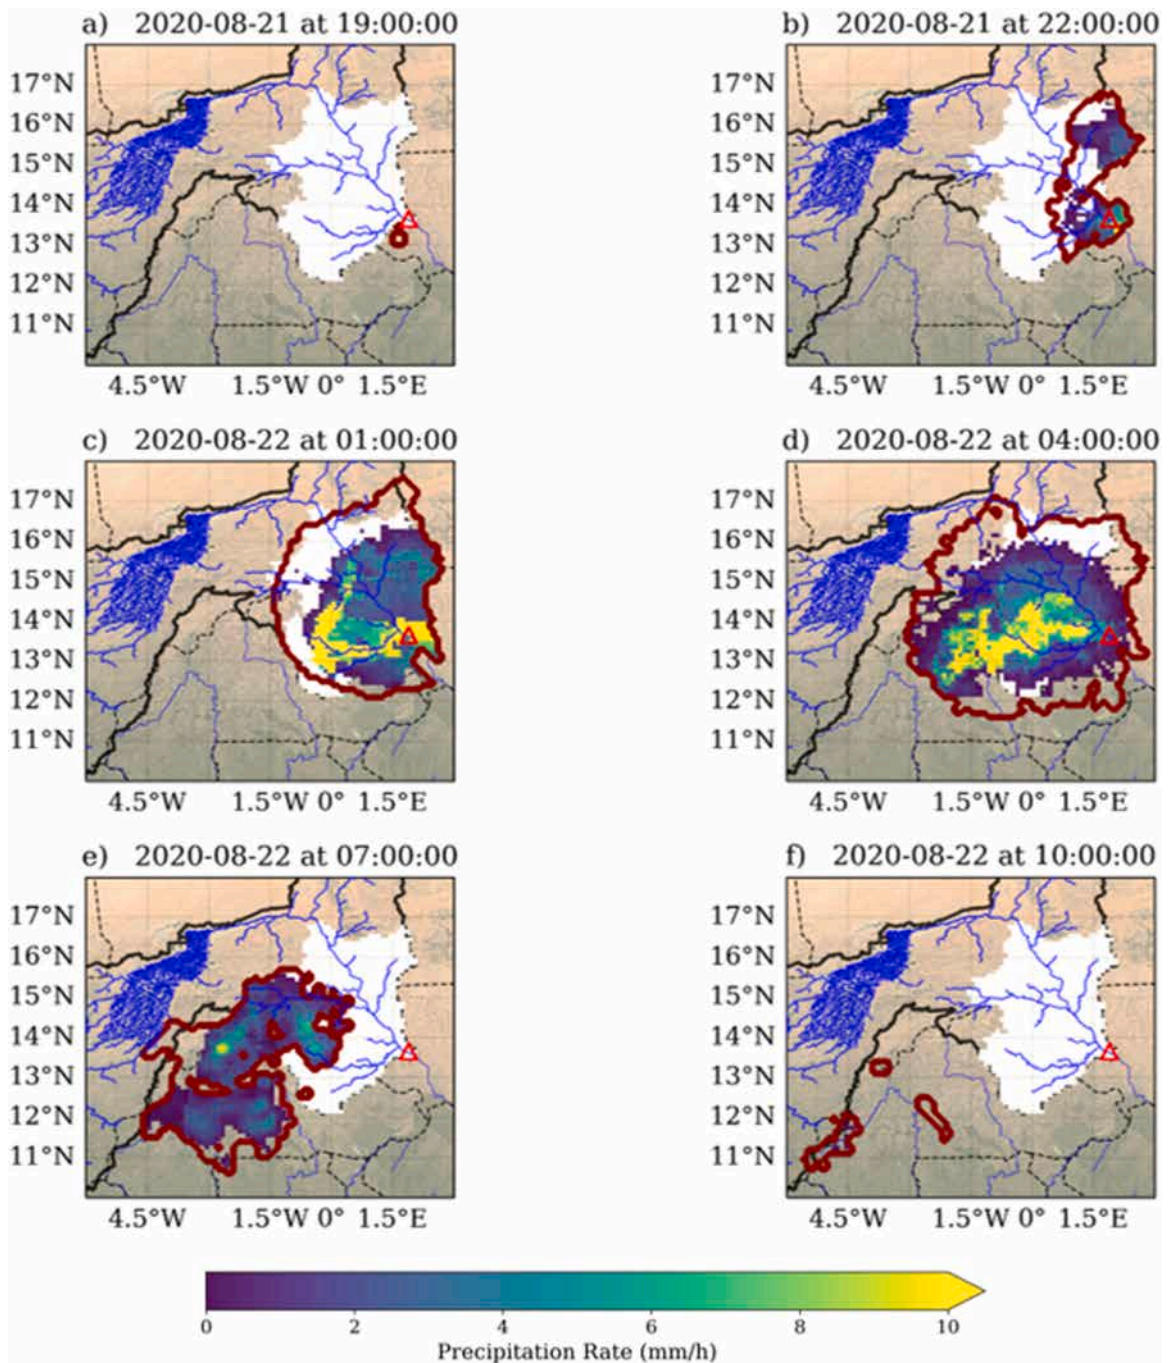 a) 2020-08-21 at 19:00:00
17°N
16°N
15°N
14°N
13°N
12°N
11°N
4.5°W 1.5°W 0° 1.5°E
b) 2020-08-21 at 22:00:00
17°N
16°N
15°N
14°N
13°N
12°N
11°N
4.5°W 1.5°W 0° 1.5°E
c) 2020-08-22 at 01:00:00
17°N
16°N
15°N
14°N
13°N
12°N
11°N
4.5°W 1.5°W 0° 1.5°E
d) 2020-08-22 at 04:00:00
17°N
16°N
15°N
14°N
13°N
12°N
11°N
4.5°W 1.5°W 0° 1.5°E
e) 2020-08-22 at 07:00:00
17°N
16°N
15°N
14°N
13°N
12°N
11°N
4.5°W 1.5°W 0° 1.5°E
f) 2020-08-22 at 10:00:00
17°N
16°N
15°N
14°N
13°N
12°N
11°N
4.5°W 1.5°W 0° 1.5°E
0 2 4 6 8 10
Precipitation Rate (mm/h)